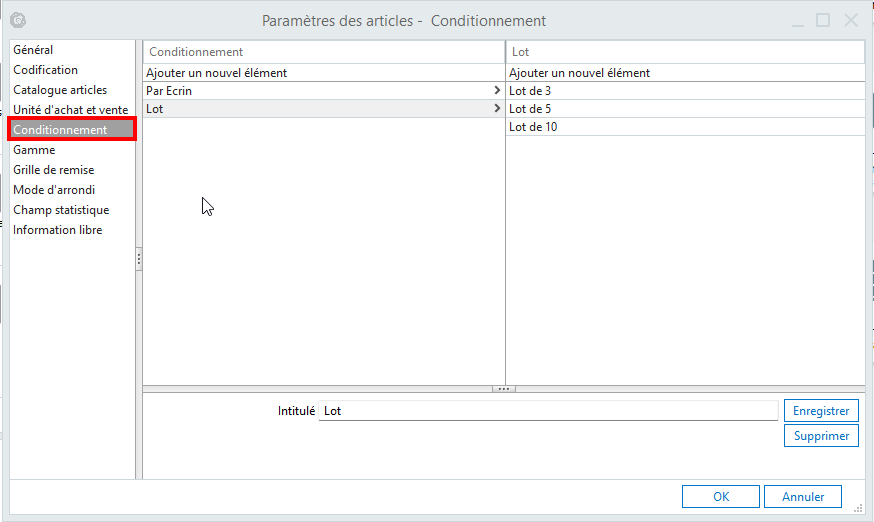 Paramètres des articles - Conditionnement
Général
Codification
Catalogue articles
Unité d'achat et vente
Conditionnement
Gamme
Grille de remise
Mode d'arrondi
Champ statistique
Information libre
Conditionnement
Ajouter un nouvel élément
Par Ecrin
Lot
Lot
Ajouter un nouvel élément
Lot de 3
Lot de 5
Lot de 10
Intitulé Lot
Enregistrer
Supprimer
OK
Annuler